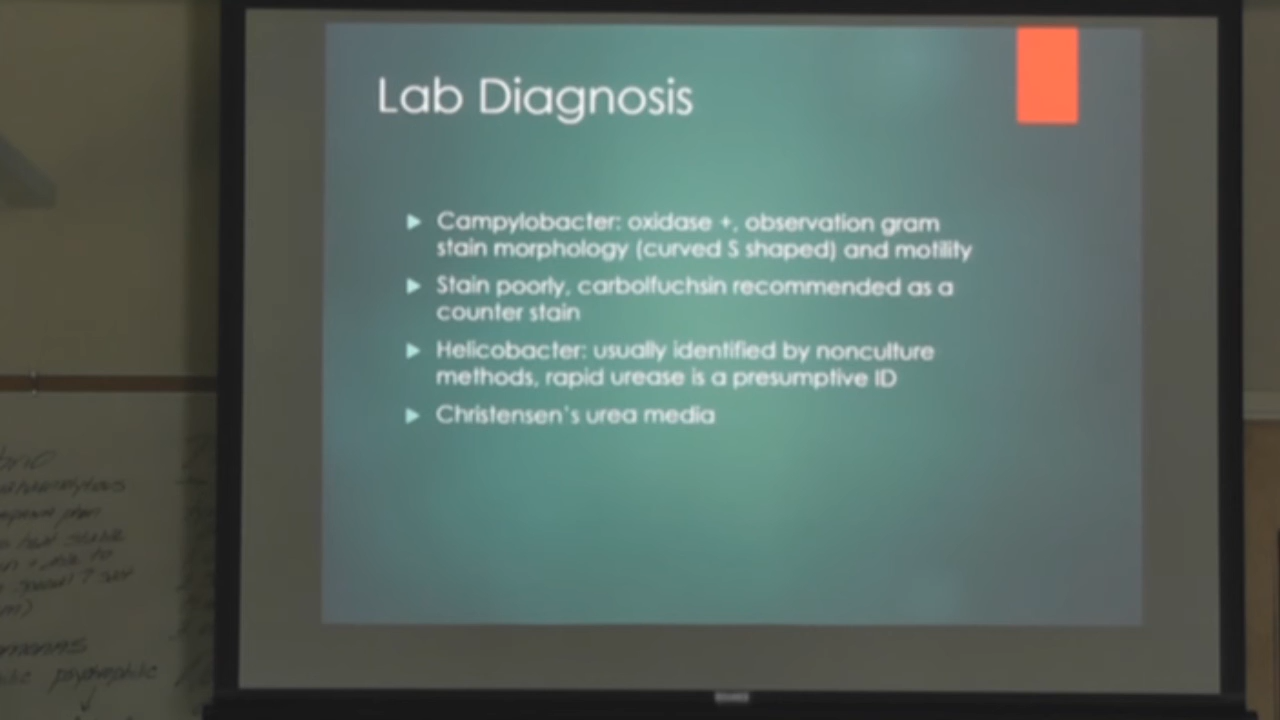 Lab Diagnosis
Campylobacter: oxidase +, observation gram
stain morphology (curved S shaped) and motility
Stain poorly, carbolfuchsin recommended as a
counter stain
Helicobacter: usually identified by nonculture
methods, rapid urease is a presumptive ID
Christensen's urea media
psychrophilic